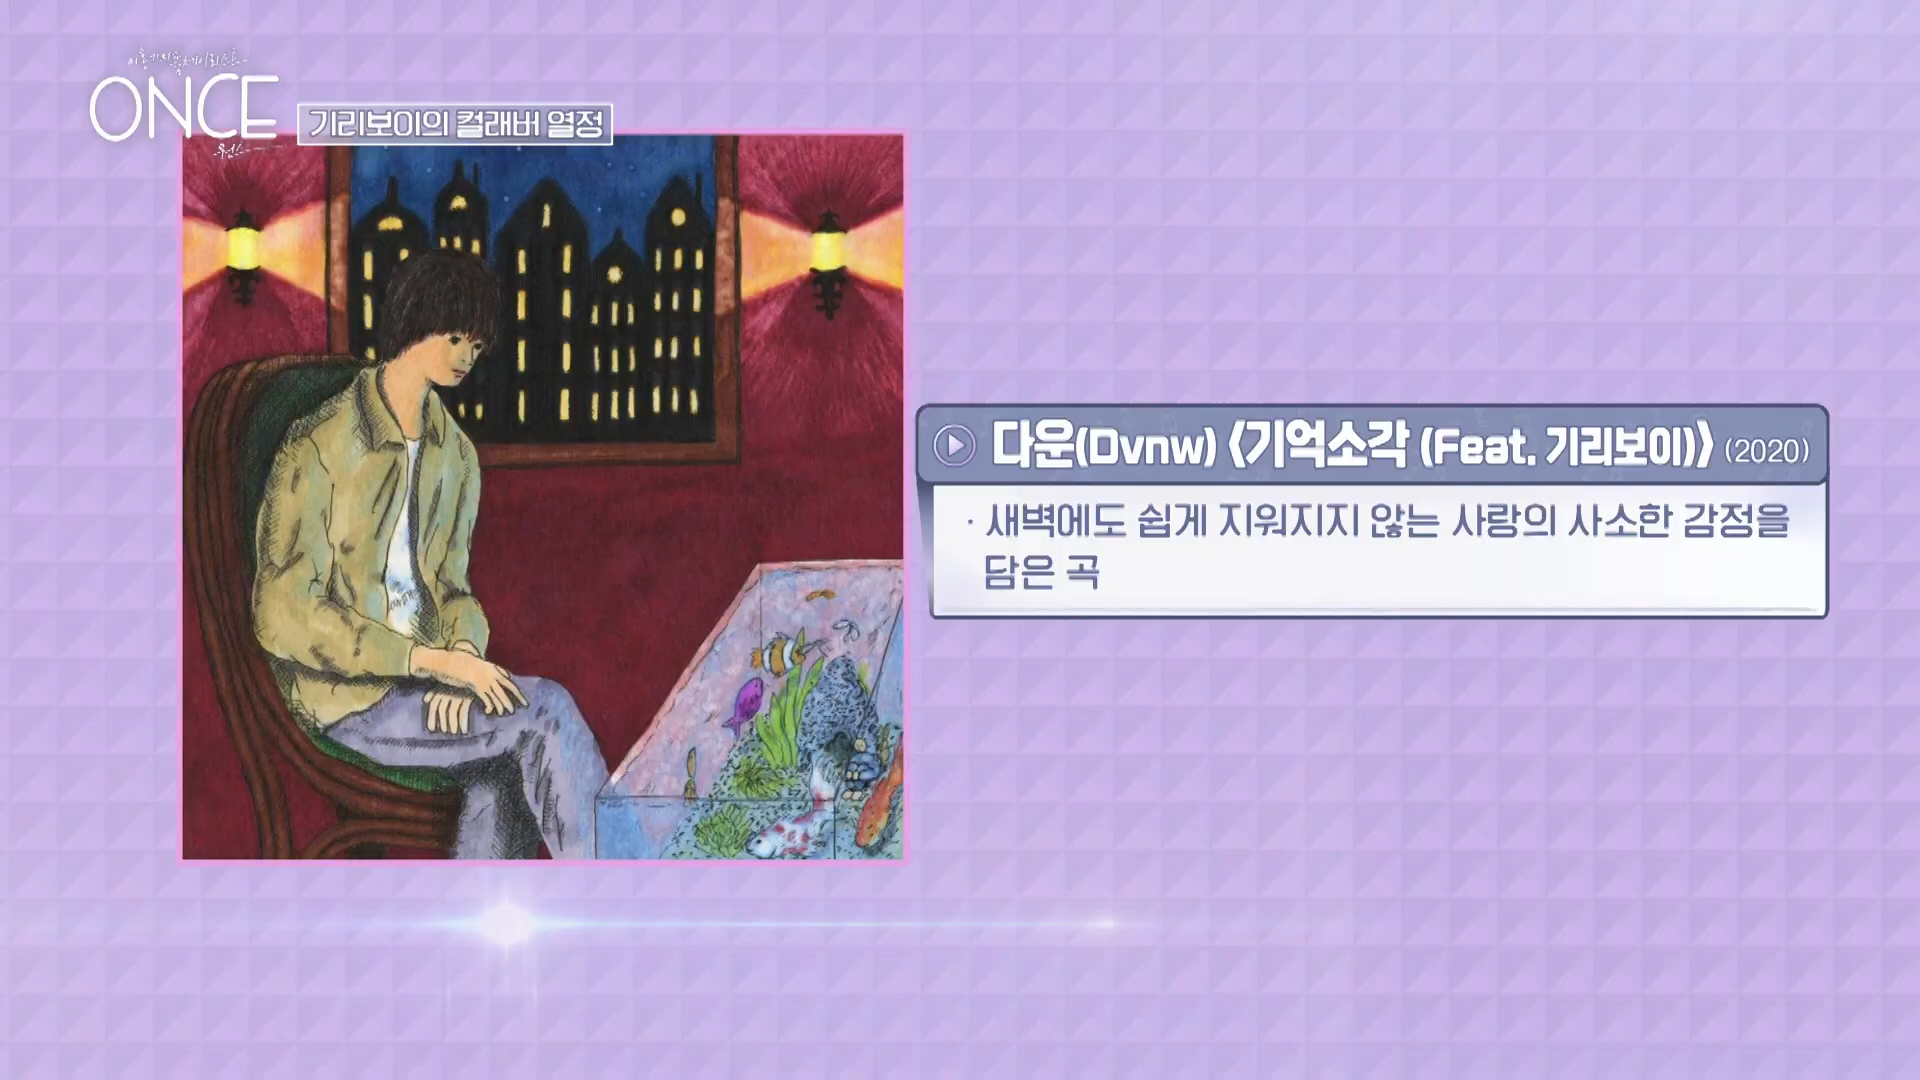 ONCE
원스
기리보이의 컬래버 열정
다운(Dvnw) 〈기억소각 (Feat. 기리보이)〉 (2020)
· 새벽에도 쉽게 지워지지 않는 사랑의 사소한 감정을
담은 곡